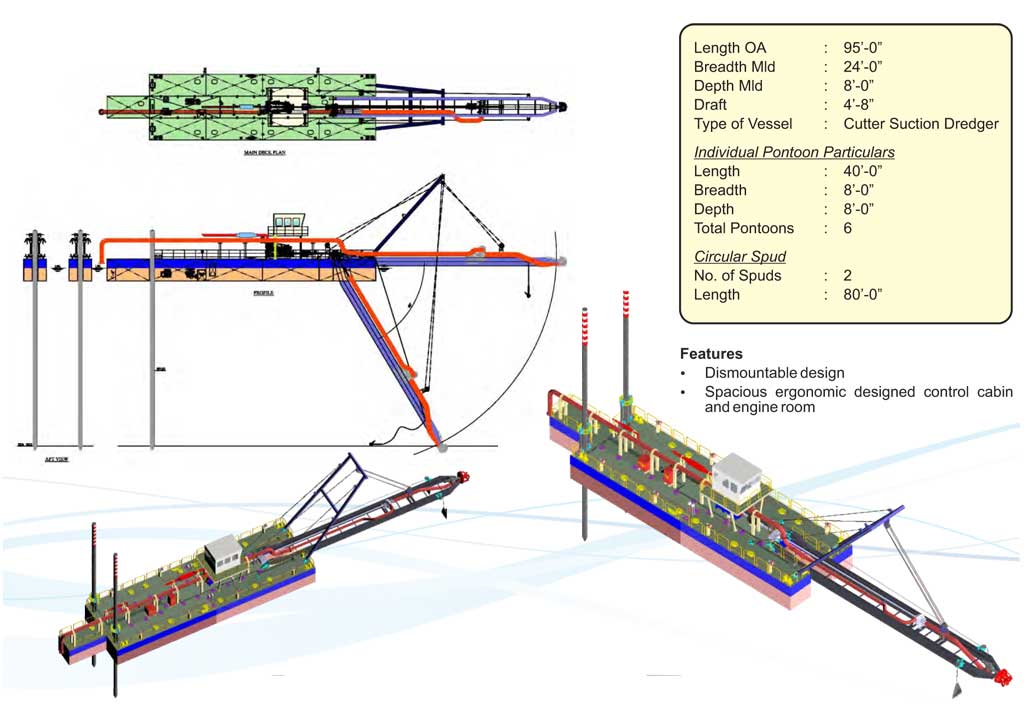 Length OA : 95’-0”
Breadth Mld : 24’-0”
Depth Mld : 8’-0”
Draft : 4’-8”
Type of Vessel : Cutter Suction Dredger
Individual Pontoon Particulars
Length : 40’-0”
Breadth : 8’-0”
Depth : 8’-0”
Total Pontoons : 6
Circular Spud
No. of Spuds : 2
Length : 80’-0”
Features
• Dismountable design
• Spacious ergonomic designed control cabin
and engine room
MAIN DECK PLAN
PROFILE
AFT VIEW